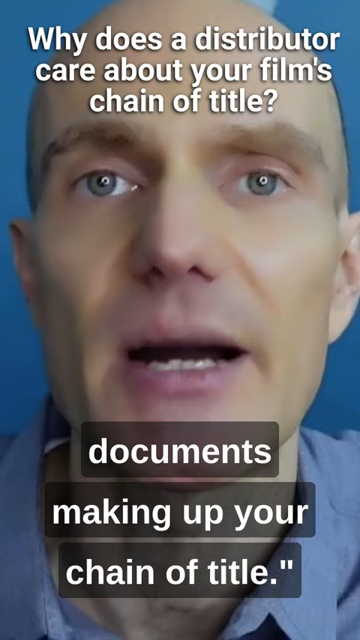 Why does a distributor
care about your film's
chain of title?
documents
making up your
chain of title."